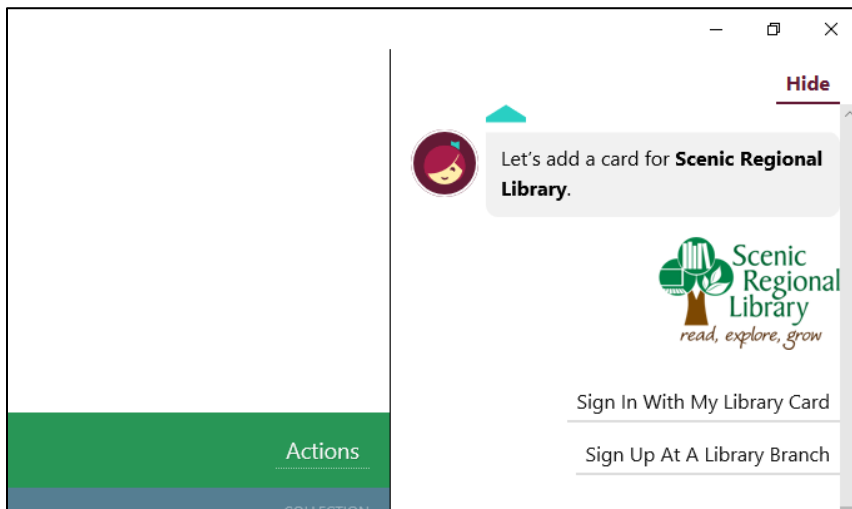 Hide
Let's add a card for Scenic Regional
Library.
Scenic
Regional
Library
read, explore, grow
Sign In With My Library Card
Actions
Sign Up At A Library Branch
COLLECTION